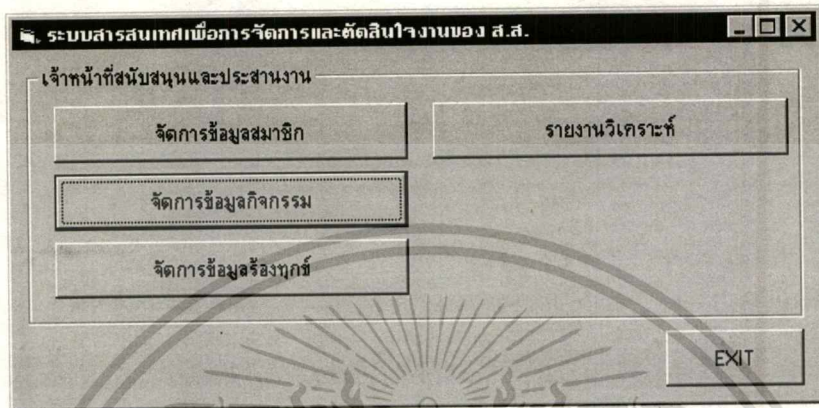 ระบบสารสนเทศเพื่อการจัดการและตัดสินใจงานของ ส.ส.
เจ้าหน้าที่สนับสนุนและประสานงาน
จัดการข้อมูลสมาชิก
รายงานวิเคราะห์
จัดการข้อมูลกิจกรรม
จัดการข้อมูลร้องทุกข์
EXIT